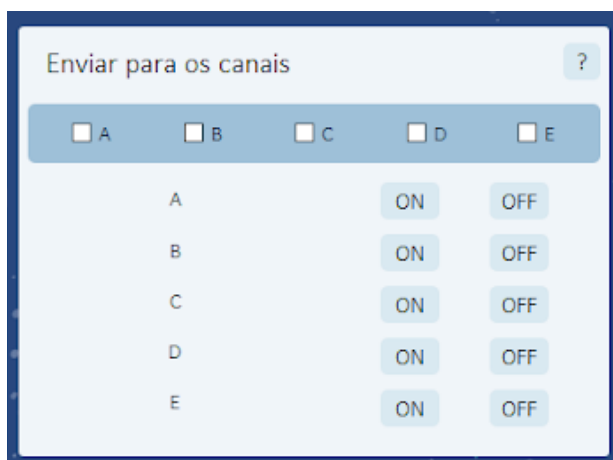 Enviar para os canais ?
A B C D E
A ON OFF
B ON OFF
C ON OFF
D ON OFF
E ON OFF